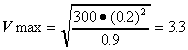 V max = √(300 • (0.2)² / 0.9) = 3.3